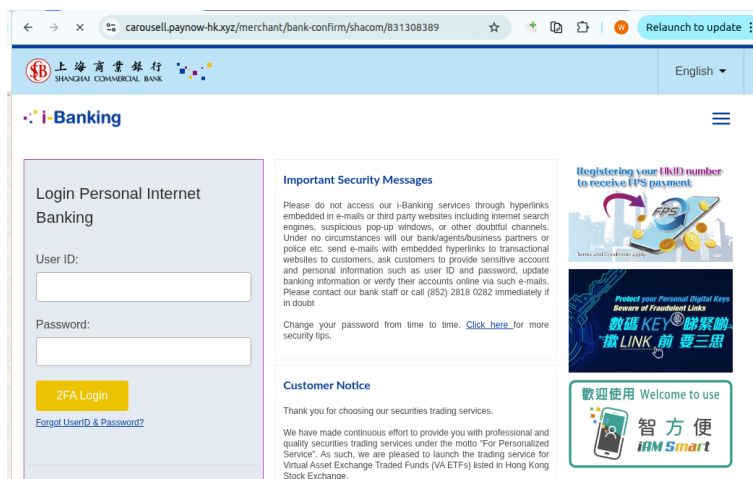 carousell.paynow-hk.xyz/merchant/bank-confirm/shacom/831308389
W
Relaunch to update
上海商業銀行
SHANGHAI COMMERCIAL BANK
English
i-Banking
Login Personal Internet
Banking
User ID:
Password:
2FA Login
Forgot UserID & Password?
Important Security Messages
Please do not access our i-Banking services through hyperlinks
embedded in e-mails or third party websites including internet search
engines, suspicious pop-up windows, or other doubtful channels.
Under no circumstances will our bank/agents/business partners or
police etc. send e-mails with embedded hyperlinks to transactional
websites to customers, ask customers to provide sensitive account
and personal information such as user ID and password, update
banking information or verify their accounts online via such e-mails.
Please contact our bank staff or call (852) 2818 0282 immediately if
in doubt
Change your password from time to time. Click here for more
security tips.
Customer Notice
Thank you for choosing our securities trading services.
We have made continuous effort to provide you with professional and
quality securities trading services under the motto "For Personalized
Service". As such, we are pleased to launch the trading service for
Virtual Asset Exchange Traded Funds (VA ETFs) listed in Hong Kong
Stock Exchange.
Registering your HKID number
to receive FPS payment
FPS
Terms and Conditions apply
Protect your Personal Digital Keys
Beware of Fraudulent Links
數碼 KEY 睇緊啲
撳 LINK 前 要三思
歡迎使用 Welcome to use
智方便
iAM Smart